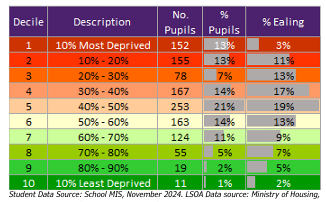 Decile Description No. Pupils % Pupils % Ealing
1 10% Most Deprived 152 13% 3%
2 10% - 20% 155 13% 11%
3 20% - 30% 78 7% 13%
4 30% - 40% 167 14% 17%
5 40% - 50% 253 21% 19%
6 50% - 60% 163 14% 13%
7 60% - 70% 124 11% 9%
8 70% - 80% 55 5% 7%
9 80% - 90% 19 2% 5%
10 10% Least Deprived 11 1% 2%
Student Data Source: School MIS, November 2024. LSOA Data source: Ministry of Housing,